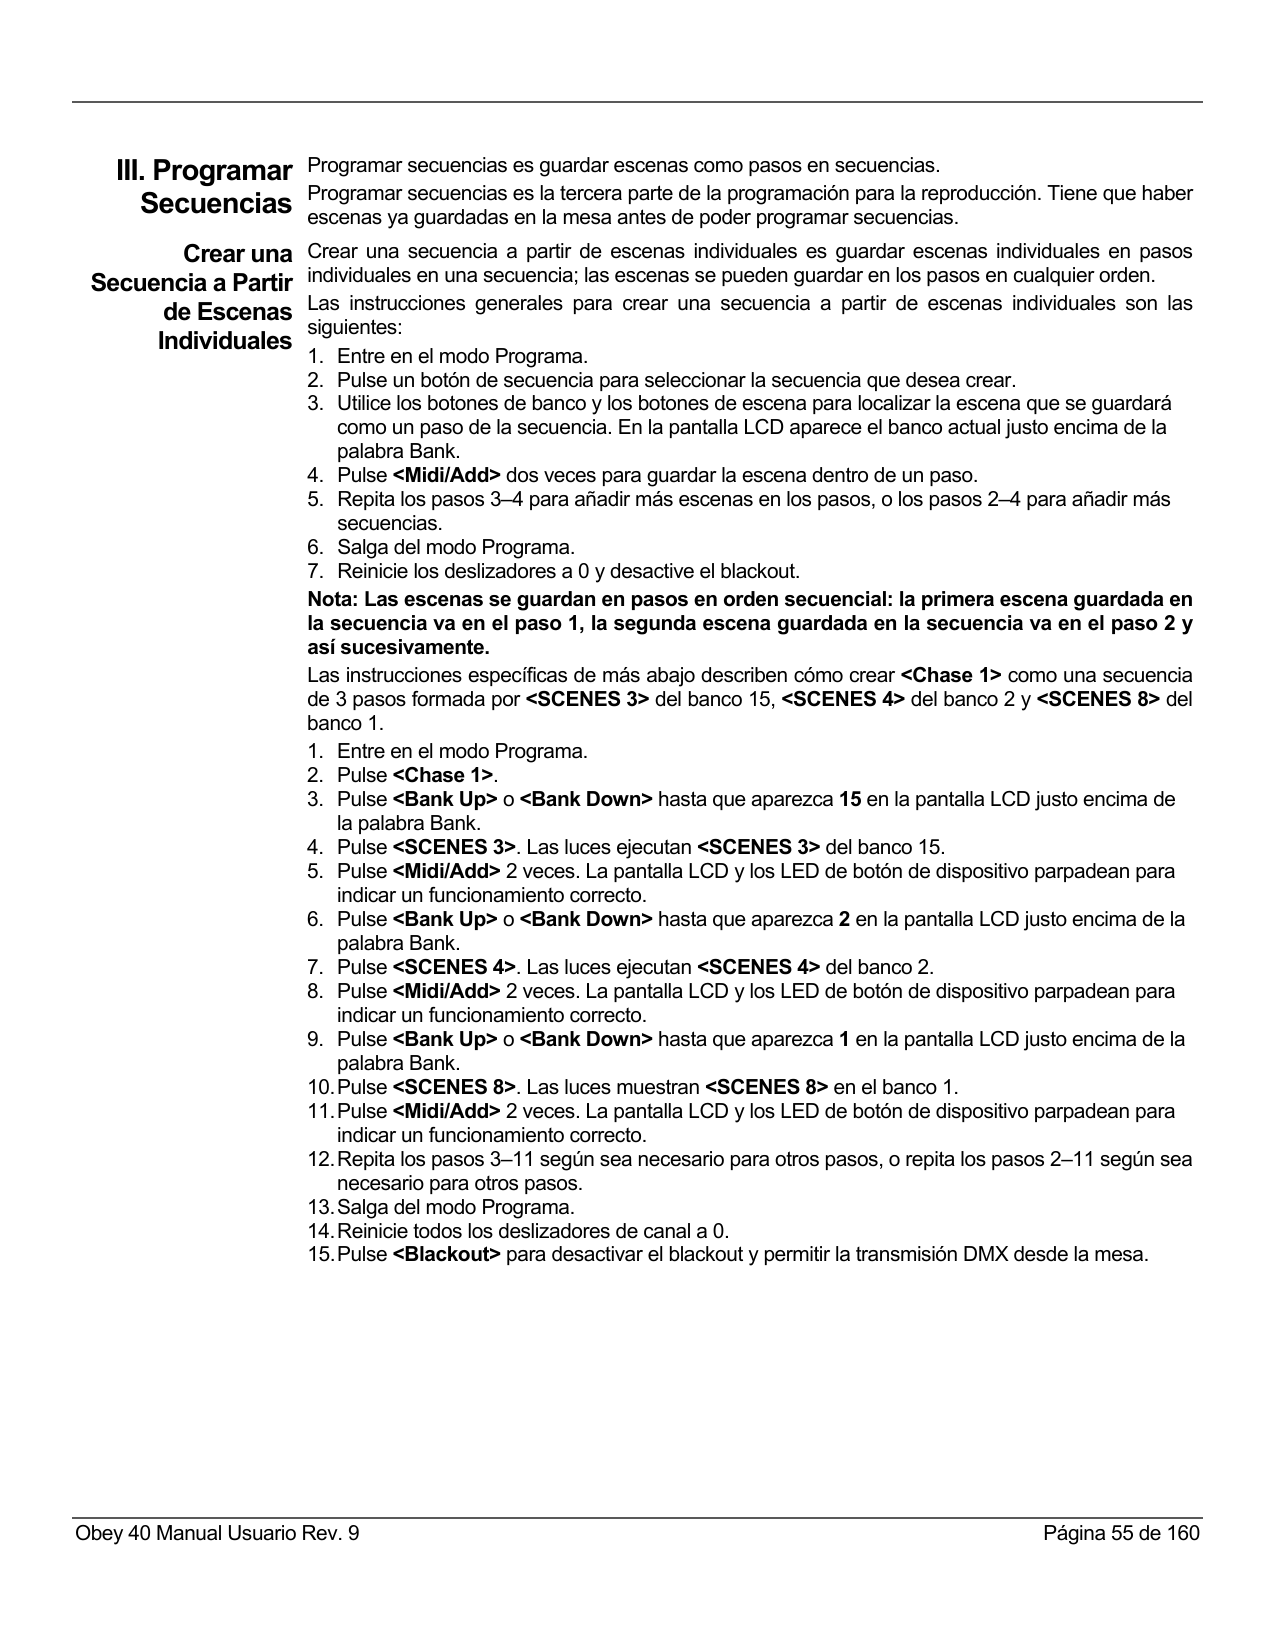 III. Programar
Secuencias
Programar secuencias es guardar escenas como pasos en secuencias.
Programar secuencias es la tercera parte de la programación para la reproducción. Tiene que haber
escenas ya guardadas en la mesa antes de poder programar secuencias.
Crear una
Secuencia a Partir
de Escenas
Individuales
Crear una secuencia a partir de escenas individuales es guardar escenas individuales en pasos
individuales en una secuencia; las escenas se pueden guardar en los pasos en cualquier orden.
Las instrucciones generales para crear una secuencia a partir de escenas individuales son las
siguientes:
1. Entre en el modo Programa.
2. Pulse un botón de secuencia para seleccionar la secuencia que desea crear.
3. Utilice los botones de banco y los botones de escena para localizar la escena que se guardará
como un paso de la secuencia. En la pantalla LCD aparece el banco actual justo encima de la
palabra Bank.
4. Pulse <Midi/Add> dos veces para guardar la escena dentro de un paso.
5. Repita los pasos 3–4 para añadir más escenas en los pasos, o los pasos 2–4 para añadir más
secuencias.
6. Salga del modo Programa.
7. Reinicie los deslizadores a 0 y desactive el blackout.
Nota: Las escenas se guardan en pasos en orden secuencial: la primera escena guardada en
la secuencia va en el paso 1, la segunda escena guardada en la secuencia va en el paso 2 y
así sucesivamente.
Las instrucciones específicas de más abajo describen cómo crear <Chase 1> como una secuencia
de 3 pasos formada por <SCENES 3> del banco 15, <SCENES 4> del banco 2 y <SCENES 8> del
banco 1.
1. Entre en el modo Programa.
2. Pulse <Chase 1>.
3. Pulse <Bank Up> o <Bank Down> hasta que aparezca 15 en la pantalla LCD justo encima de
la palabra Bank.
4. Pulse <SCENES 3>. Las luces ejecutan <SCENES 3> del banco 15.
5. Pulse <Midi/Add> 2 veces. La pantalla LCD y los LED de botón de dispositivo parpadean para
indicar un funcionamiento correcto.
6. Pulse <Bank Up> o <Bank Down> hasta que aparezca 2 en la pantalla LCD justo encima de la
palabra Bank.
7. Pulse <SCENES 4>. Las luces ejecutan <SCENES 4> del banco 2.
8. Pulse <Midi/Add> 2 veces. La pantalla LCD y los LED de botón de dispositivo parpadean para
indicar un funcionamiento correcto.
9. Pulse <Bank Up> o <Bank Down> hasta que aparezca 1 en la pantalla LCD justo encima de la
palabra Bank.
10. Pulse <SCENES 8>. Las luces muestran <SCENES 8> en el banco 1.
11. Pulse <Midi/Add> 2 veces. La pantalla LCD y los LED de botón de dispositivo parpadean para
indicar un funcionamiento correcto.
12. Repita los pasos 3–11 según sea necesario para otros pasos, o repita los pasos 2–11 según sea
necesario para otros pasos.
13. Salga del modo Programa.
14. Reinicie todos los deslizadores de canal a 0.
15. Pulse <Blackout> para desactivar el blackout y permitir la transmisión DMX desde la mesa.
Obey 40 Manual Usuario Rev. 9
Página 55 de 160